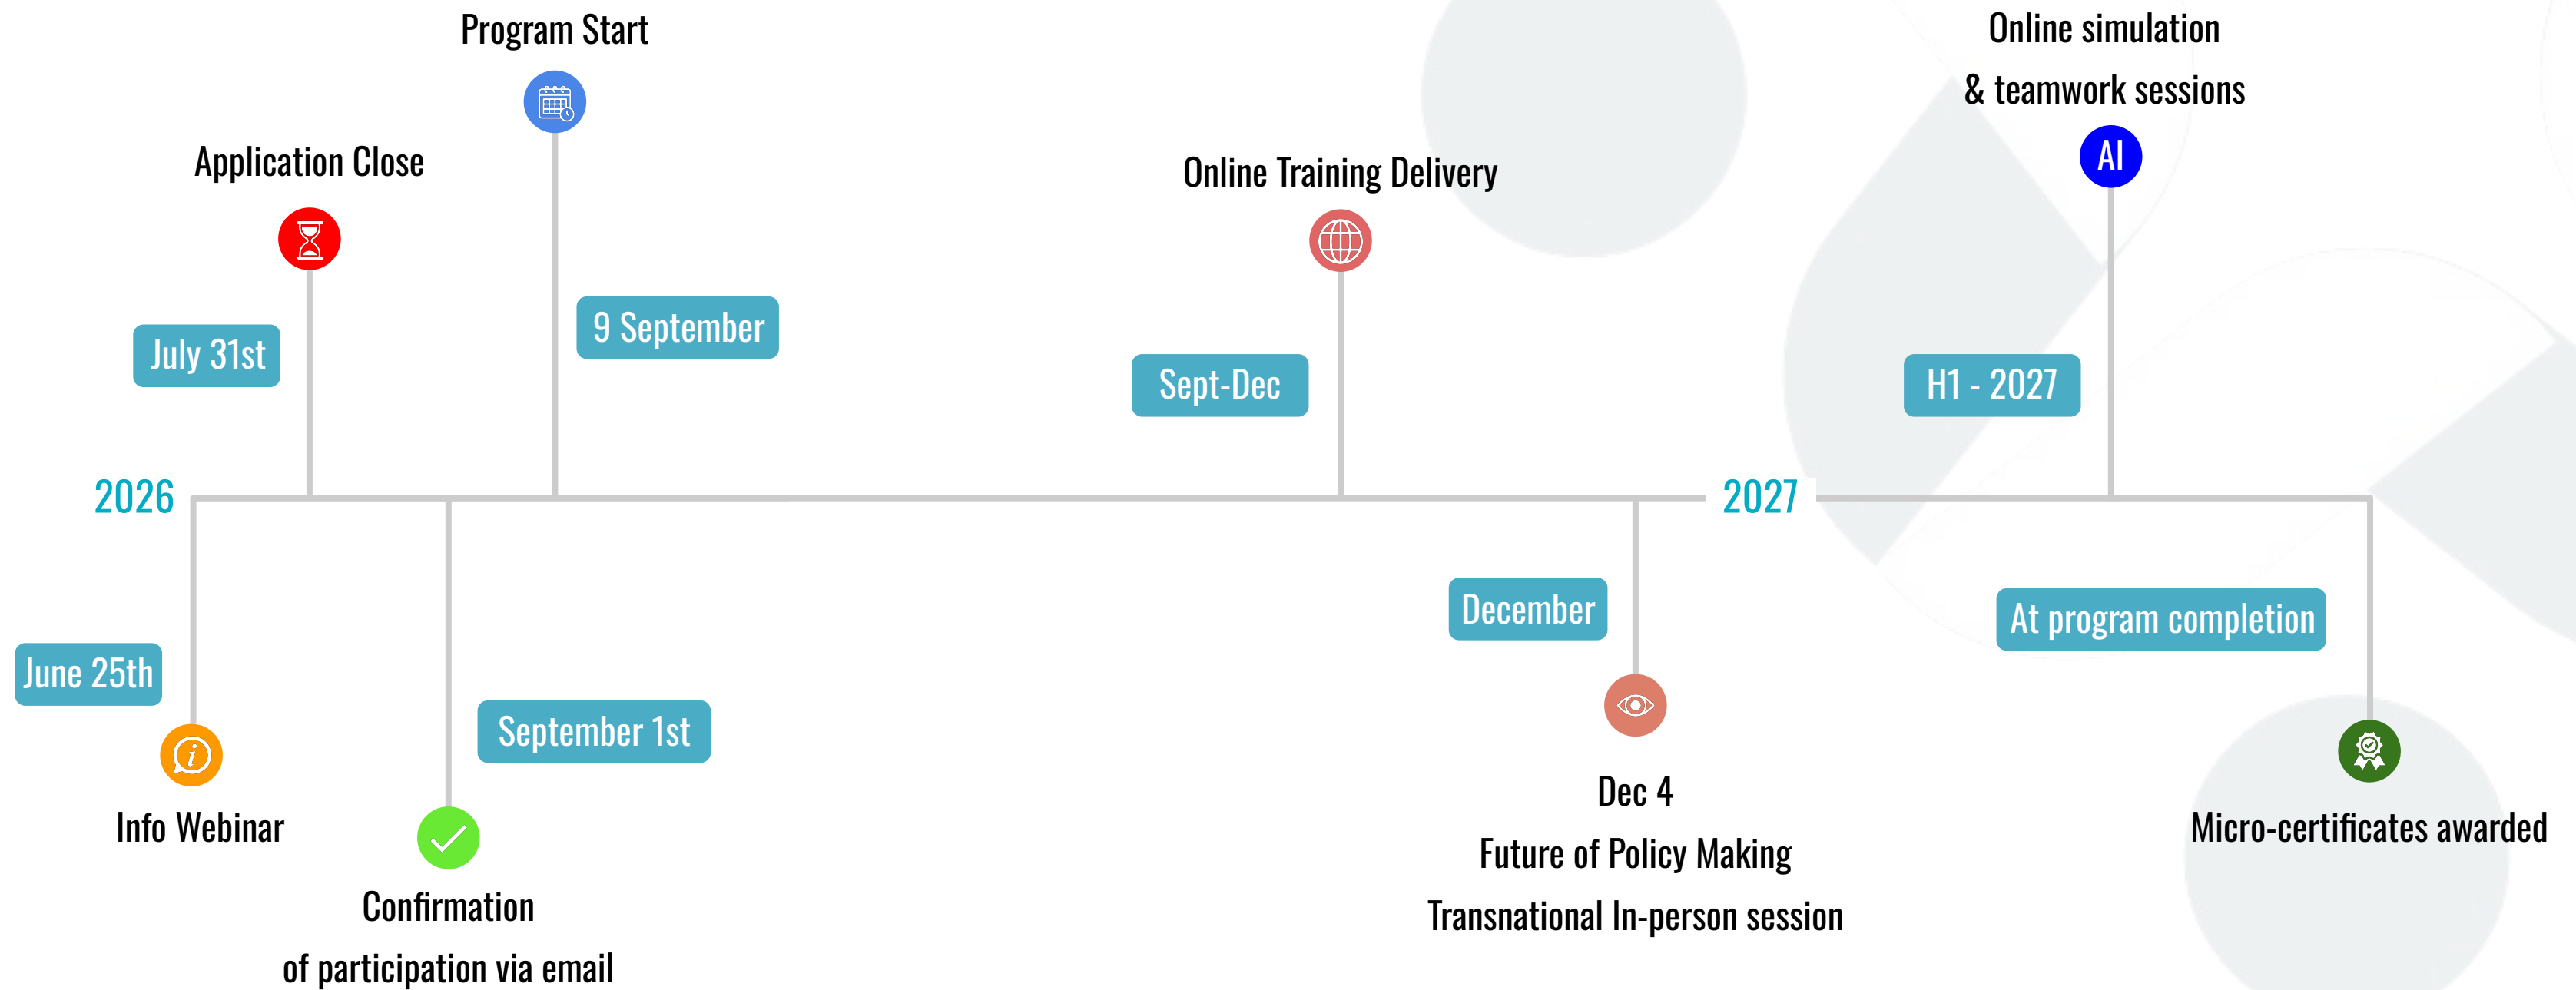 Program Start
Online simulation
& teamwork sessions
AI
Application Close
Online Training Delivery
9 September
July 31st
Sept-Dec
H1 - 2027
2026
2027
December
At program completion
June 25th
September 1st
i
Info Webinar
Dec 4
Future of Policy Making
Transnational In-person session
Micro-certificates awarded
Confirmation
of participation via email